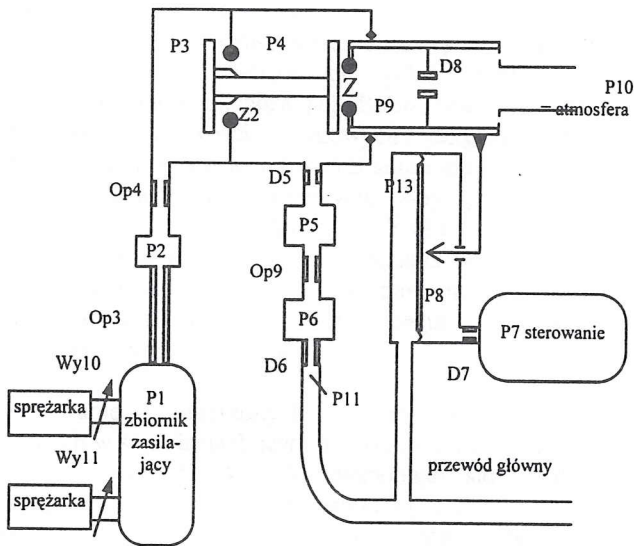 P3
P4
D8
P10
= atmosfera
Z
P9
Z2
Op4
D5
P13
P2
P5
Op9
P8
Op3
P6
P7 sterowanie
D6
D7
Wy10
P11
sprężarka
P1
zbiornik
zasila-
jący
Wy11
przewód główny
sprężarka